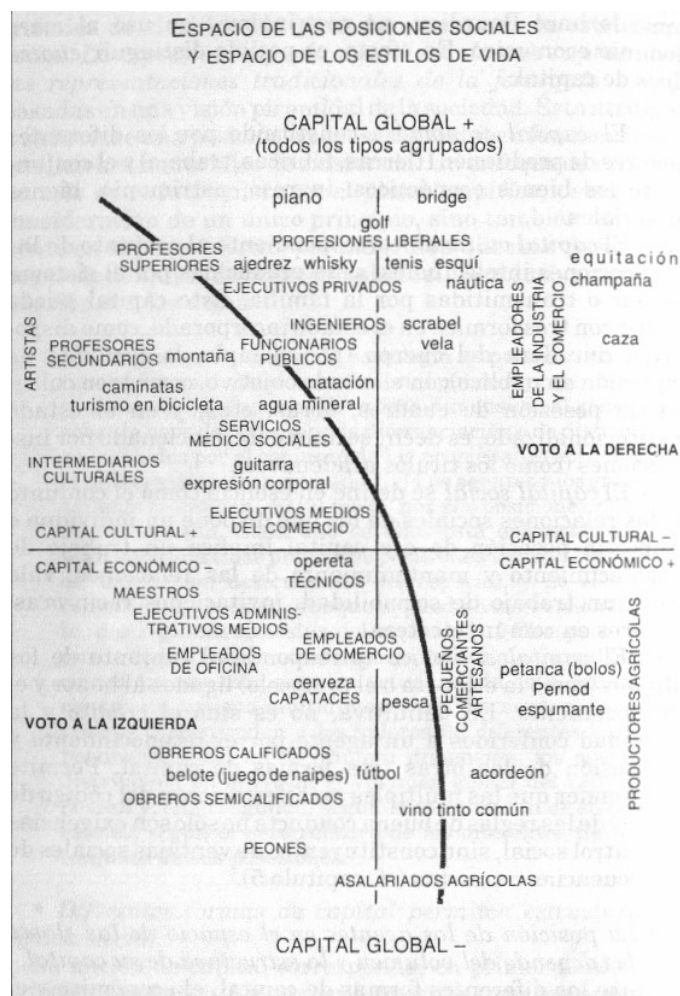 ESPACIO DE LAS POSICIONES SOCIALES
Y ESPACIO DE LOS ESTILOS DE VIDA
CAPITAL GLOBAL +
(todos los tipos agrupados)
piano bridge
golf
PROFESIONES LIBERALES
PROFESORES
SUPERIORES ajedrez whisky tenis esquí
equitación
EJECUTIVOS PRIVADOS náutica champaña
INGENIEROS scrabel
ARTISTAS
PROFESORES
SECUNDARIOS montaña
FUNCIONARIOS
PÚBLICOS
vela
EMPLEADORES
DE LA INDUSTRIA
Y EL COMERCIO
caza
caminatas natación
turismo en bicicleta agua mineral
SERVICIOS
MÉDICO SOCIALES
VOTO A LA DERECHA
INTERMEDIARIOS
CULTURALES
guitarra
expresión corporal
EJECUTIVOS MEDIOS
DEL COMERCIO
CAPITAL CULTURAL + CAPITAL CULTURAL –
CAPITAL ECONÓMICO – opereta CAPITAL ECONÓMICO +
MAESTROS TÉCNICOS
EJECUTIVOS ADMINIS-
TRATIVOS MEDIOS
EMPLEADOS
DE OFICINA
EMPLEADOS
DE COMERCIO
PEQUEÑOS
COMERCIANTES
ARTESANOS
petanca (bolos)
Pernod
espumante
PRODUCTORES AGRÍCOLAS
cerveza
CAPATACES pesca
VOTO A LA IZQUIERDA
OBREROS CALIFICADOS
belote (juego de naipes) fútbol acordeón
OBREROS SEMICALIFICADOS vino tinto común
PEONES
ASALARIADOS AGRÍCOLAS
CAPITAL GLOBAL –